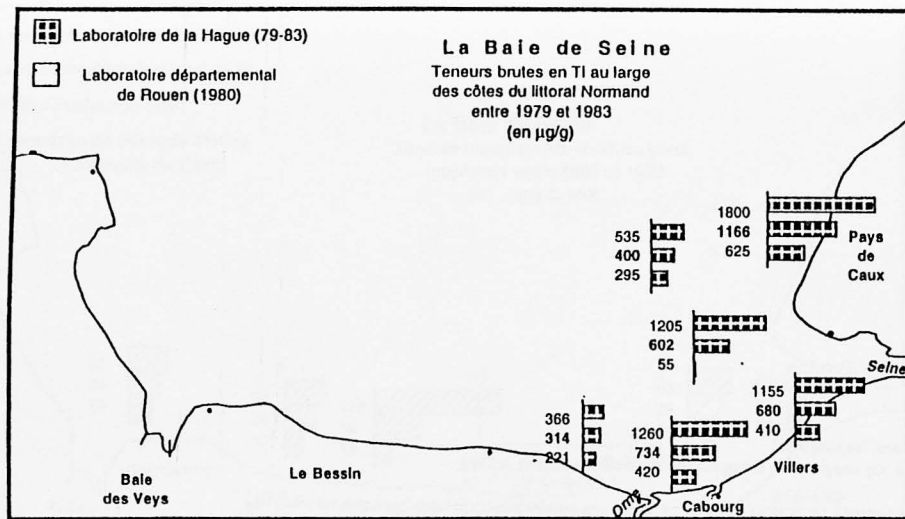 Laboratoire de la Hague (79-83)
Laboratoire départemental
de Rouen (1980)
La Baie de Seine
Teneurs brutes en TI au large
des côtes du littoral Normand
entre 1979 et 1983
(en µg/g)
1800
1166
625
Pays
de
Caux
535
400
295
1205
602
55
Seine
1155
680
410
Villers
366
314
221
1260
734
420
Baie
des Veys
Le Bessin
Orne
Cabourg